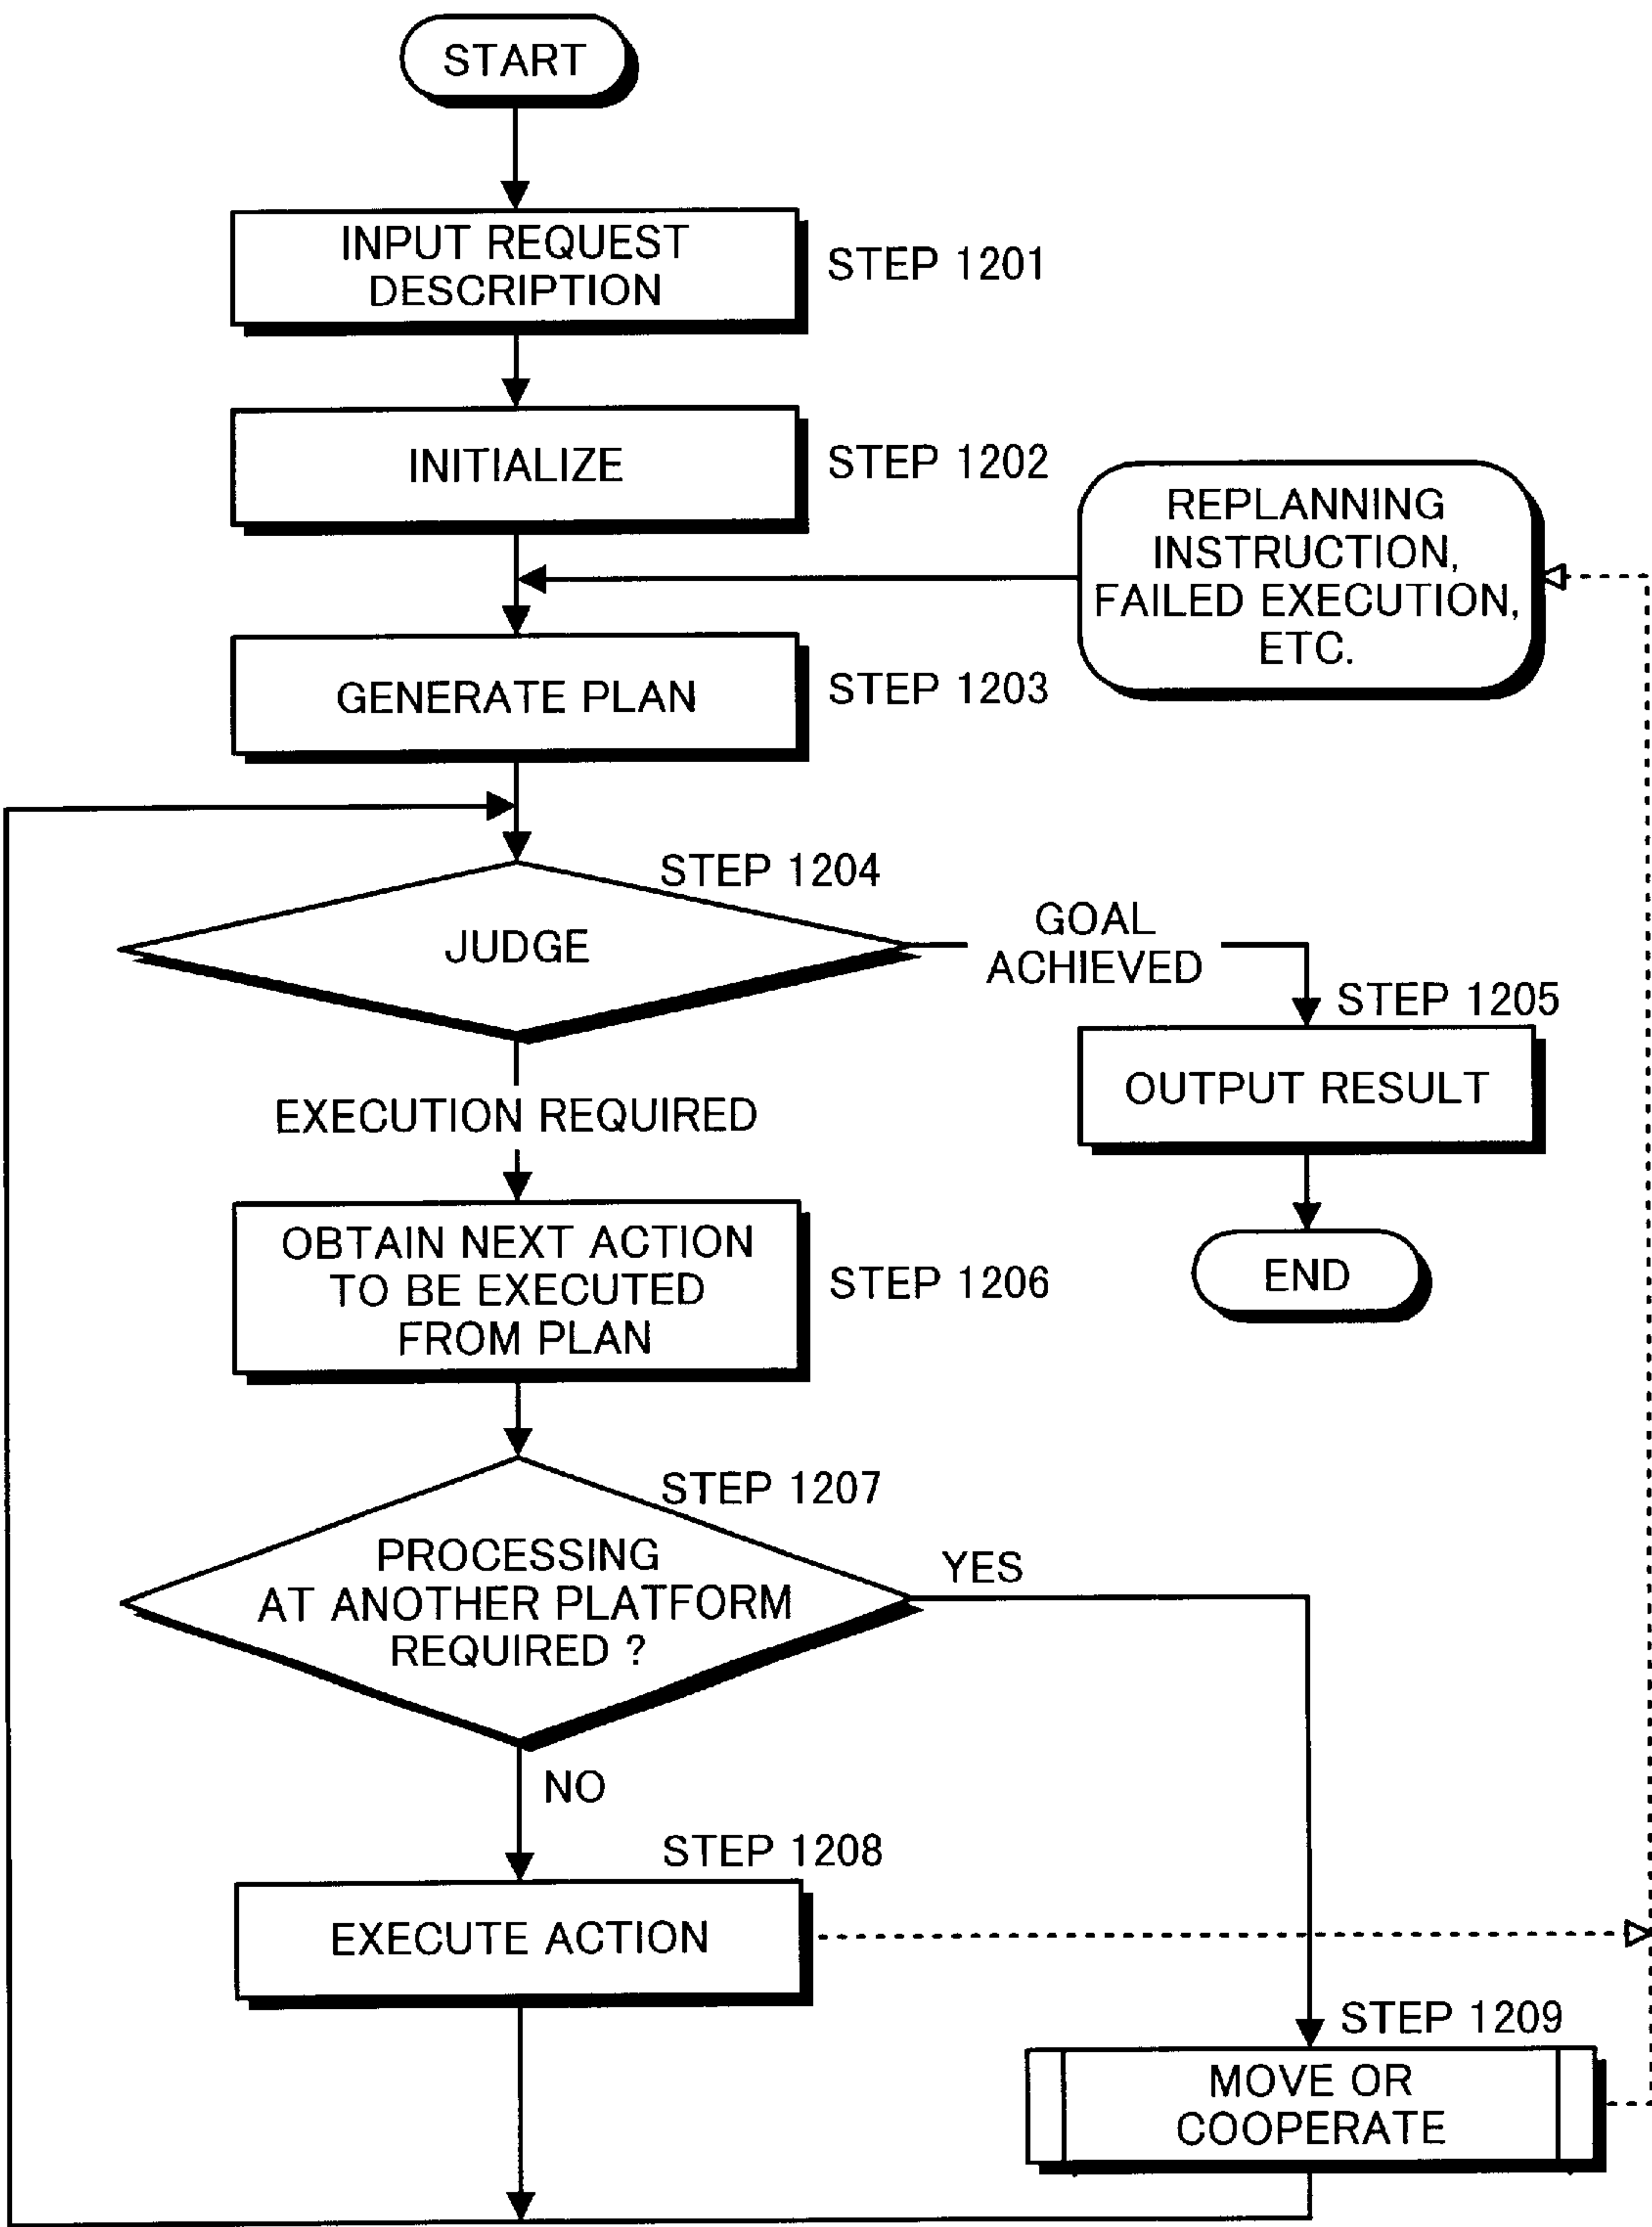 START
INPUT REQUEST
DESCRIPTION
STEP 1201
INITIALIZE
STEP 1202
REPLANNING
INSTRUCTION,
FAILED EXECUTION,
ETC.
GENERATE PLAN
STEP 1203
STEP 1204
JUDGE
GOAL
ACHIEVED
STEP 1205
OUTPUT RESULT
EXECUTION REQUIRED
OBTAIN NEXT ACTION
TO BE EXECUTED
FROM PLAN
STEP 1206
END
STEP 1207
PROCESSING
AT ANOTHER PLATFORM
REQUIRED ?
YES
NO
STEP 1208
EXECUTE ACTION
STEP 1209
MOVE OR
COOPERATE